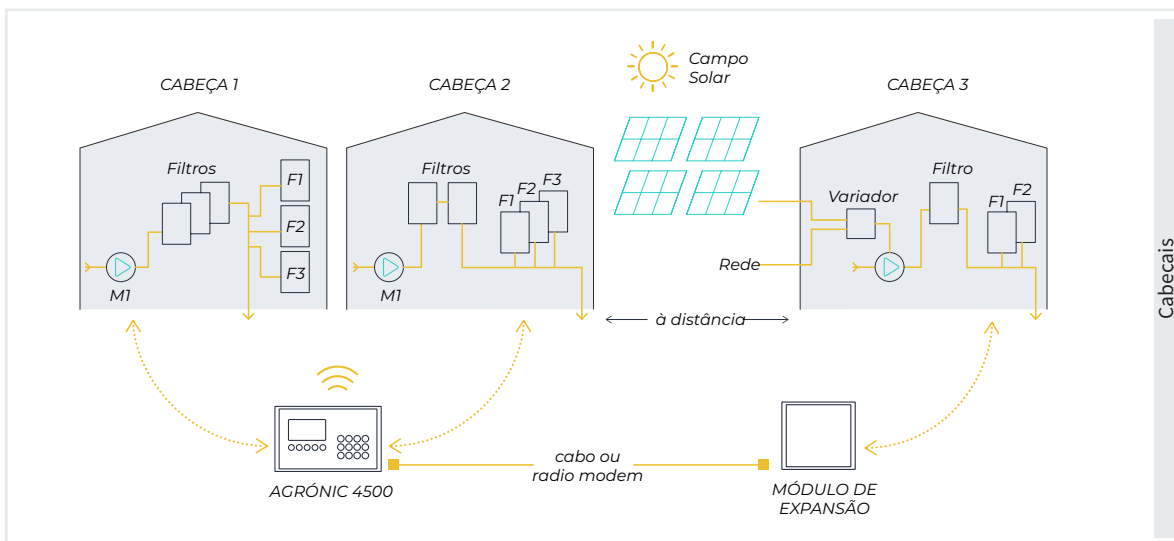 Campo
Solar
CABEÇA 1
CABEÇA 2
CABEÇA 3
Filtros
F1
F2
F3
M1
Filtros
F1
F2
F3
M1
Variador
Filtro
F1
F2
Rede
à distância
cabo ou
radio modem
AGRÓNIC 4500
MÓDULO DE
EXPANSÃO
Cabeçais